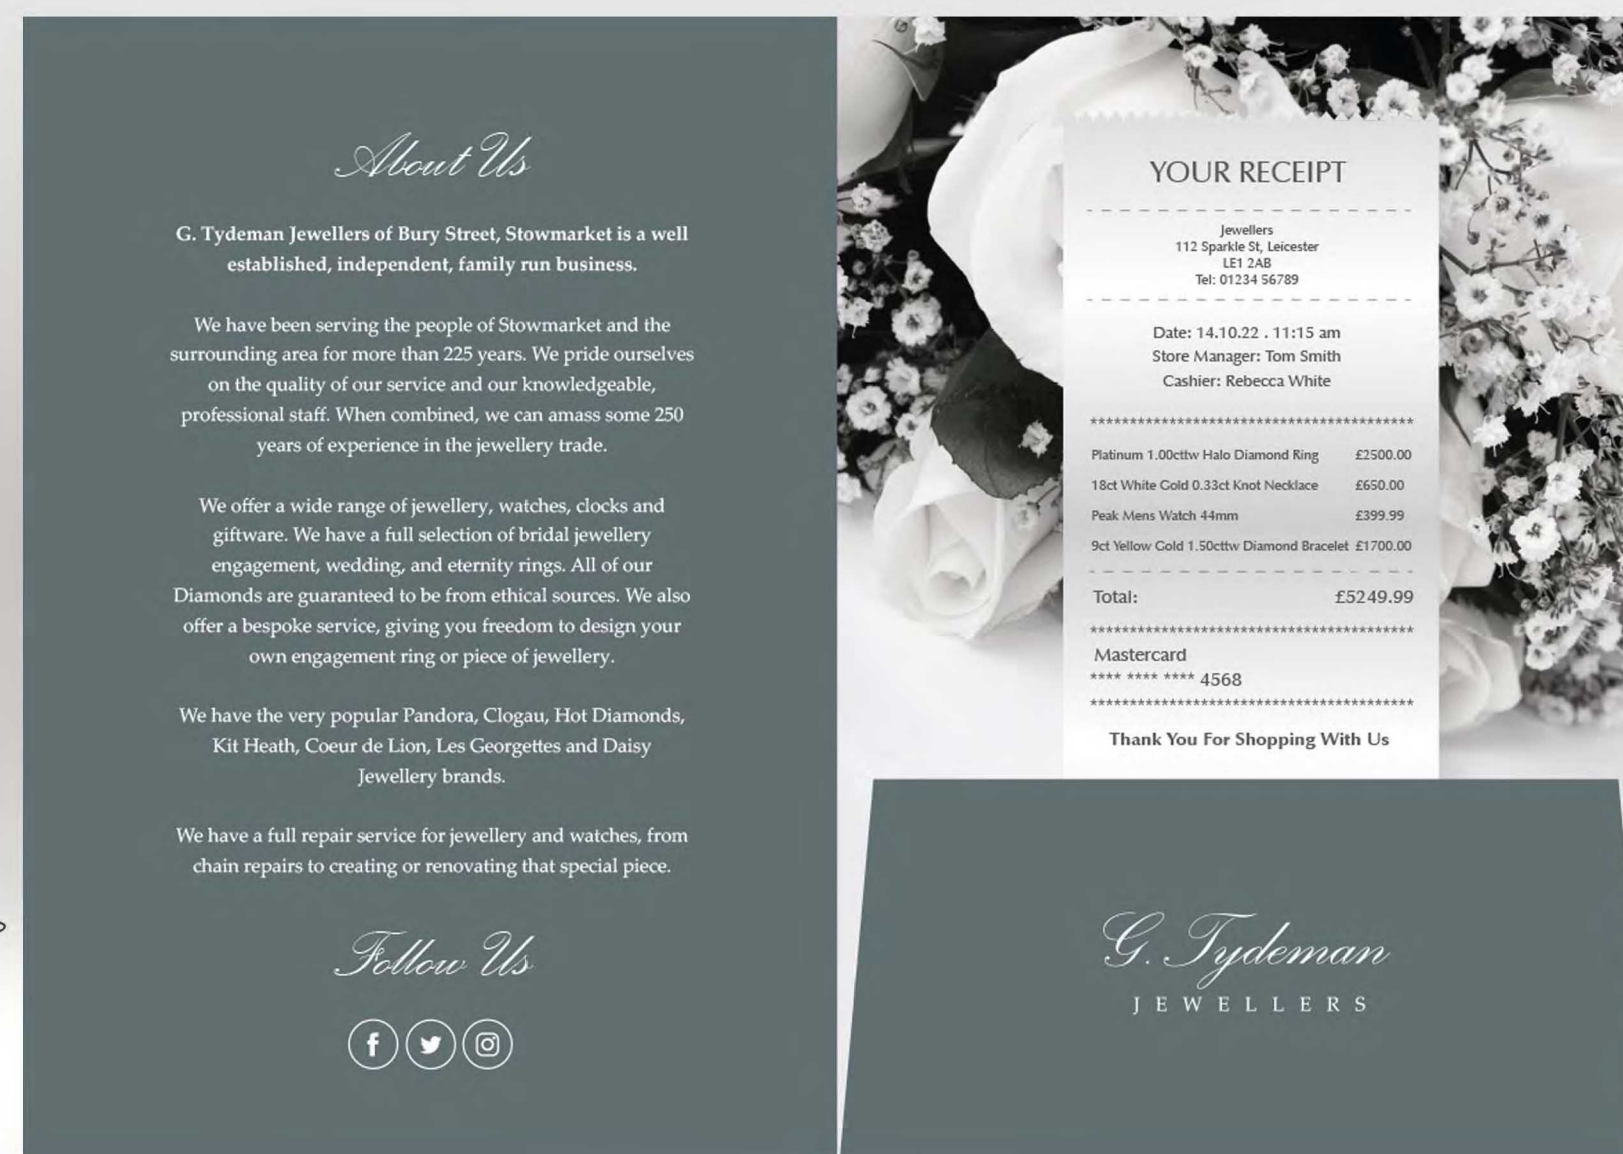 About Us
G. Tydeman Jewellers of Bury Street, Stowmarket is a well
established, independent, family run business.
We have been serving the people of Stowmarket and the
surrounding area for more than 225 years. We pride ourselves
on the quality of our service and our knowledgeable,
professional staff. When combined, we can amass some 250
years of experience in the jewellery trade.
We offer a wide range of jewellery, watches, clocks and
giftware. We have a full selection of bridal jewellery
engagement, wedding, and eternity rings. All of our
Diamonds are guaranteed to be from ethical sources. We also
offer a bespoke service, giving you freedom to design your
own engagement ring or piece of jewellery.
We have the very popular Pandora, Clogau, Hot Diamonds,
Kit Heath, Coeur de Lion, Les Georgettes and Daisy
Jewellery brands.
We have a full repair service for jewellery and watches, from
chain repairs to creating or renovating that special piece.
Follow Us
YOUR RECEIPT
Jewellers
112 Sparkle St, Leicester
LE1 2AB
Tel: 01234 56789
Date: 14.10.22 . 11:15 am
Store Manager: Tom Smith
Cashier: Rebecca White
****************************************
Platinum 1.00cttw Halo Diamond Ring £2500.00
18ct White Gold 0.33ct Knot Necklace £650.00
Peak Mens Watch 44mm £399.99
9ct Yellow Gold 1.50cttw Diamond Bracelet £1700.00
Total: £5249.99
****************************************
Mastercard
**** **** **** 4568
****************************************
Thank You For Shopping With Us
G. Tydeman
JEWELLERS